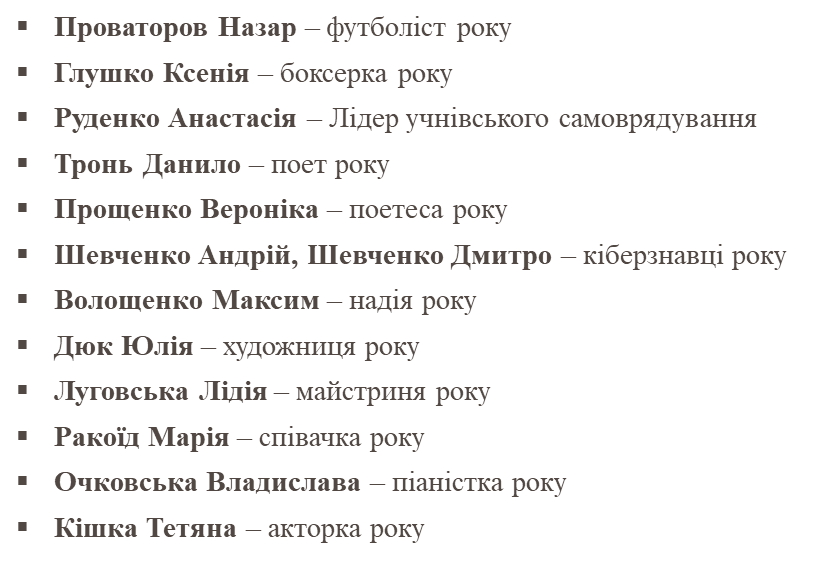 ▪ Проваторов Назар – футболіст року
▪ Глушко Ксенія – боксерка року
▪ Руденко Анастасія – Лідер учнівського самоврядування
▪ Тронь Данило – поет року
▪ Прощенко Вероніка – поетеса року
▪ Шевченко Андрій, Шевченко Дмитро – кіберзнавці року
▪ Волощенко Максим – надія року
▪ Дюк Юлія – художниця року
▪ Луговська Лідія – майстриня року
▪ Ракоїд Марія – співачка року
▪ Очковська Владислава – піаністка року
▪ Кішка Тетяна – акторка року